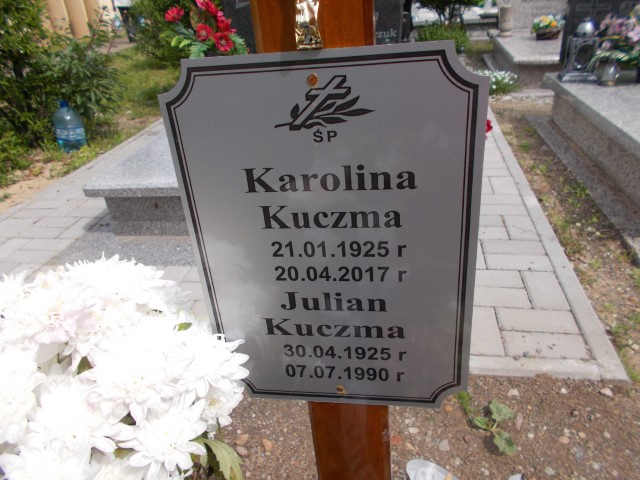 ŚP
Karolina
Kuczma
21.01.1925 r
20.04.2017 r
Julian
Kuczma
30.04.1925 r
07.07.1990 r